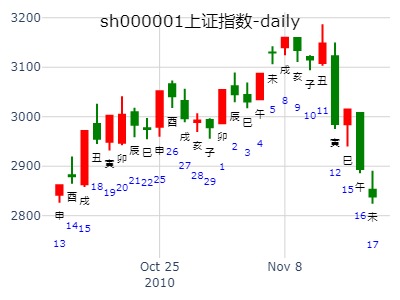 sh000001上证指数-daily
3200
3100
3000
2900
2800
申
13
酉
14
戌
15
丑
18
寅
19
卯
20
辰
21
巳
22
申
25
酉
26
戌
27
亥
28
子
29
卯
1
辰
2
巳
3
午
4
未
5
戌
8
亥
9
子
10
丑
11
寅
12
巳
15
午
16
未
17
Oct 25
2010
Nov 8